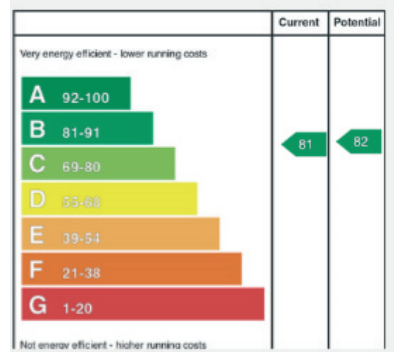 Current Potential
Very energy efficient - lower running costs
A 92-100
B 81-91
C 69-80
D 55-68
E 39-54
F 21-38
G 1-20
81 82
Not energy efficient - higher running costs